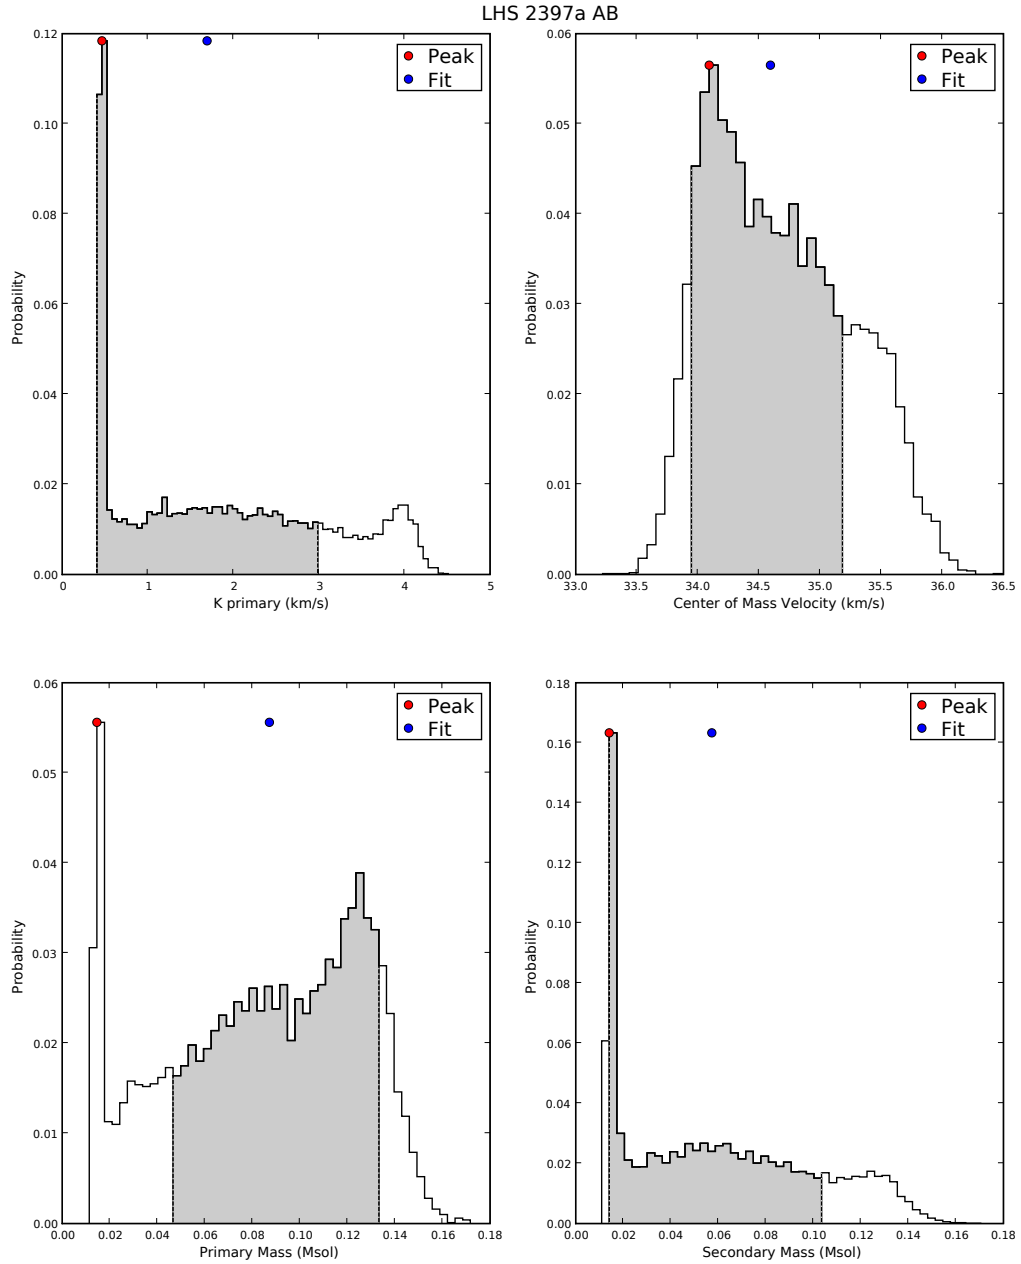 LHS 2397a AB
0.12
0.10
0.08
0.06
0.04
0.02
0.00
Probability
0 1 2 3 4 5
K primary (km/s)
Peak
Fit
0.06
0.05
0.04
0.03
0.02
0.01
0.00
Probability
33.0 33.5 34.0 34.5 35.0 35.5 36.0 36.5
Center of Mass Velocity (km/s)
Peak
Fit
0.06
0.05
0.04
0.03
0.02
0.01
0.00
Probability
0.00 0.02 0.04 0.06 0.08 0.10 0.12 0.14 0.16 0.18
Primary Mass (Msol)
Peak
Fit
0.18
0.16
0.14
0.12
0.10
0.08
0.06
0.04
0.02
0.00
Probability
0.00 0.02 0.04 0.06 0.08 0.10 0.12 0.14 0.16 0.18
Secondary Mass (Msol)
Peak
Fit